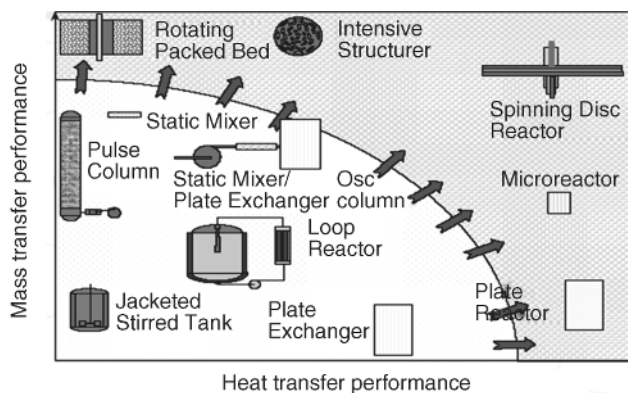 Mass transfer performance
Rotating
Packed Bed
Intensive
Structurer
Spinning Disc
Reactor
Static Mixer
Pulse
Column
Static Mixer/
Plate Exchanger
Osc
column
Microreactor
Loop
Reactor
Jacketed
Stirred Tank
Plate
Exchanger
Plate
Reactor
Heat transfer performance